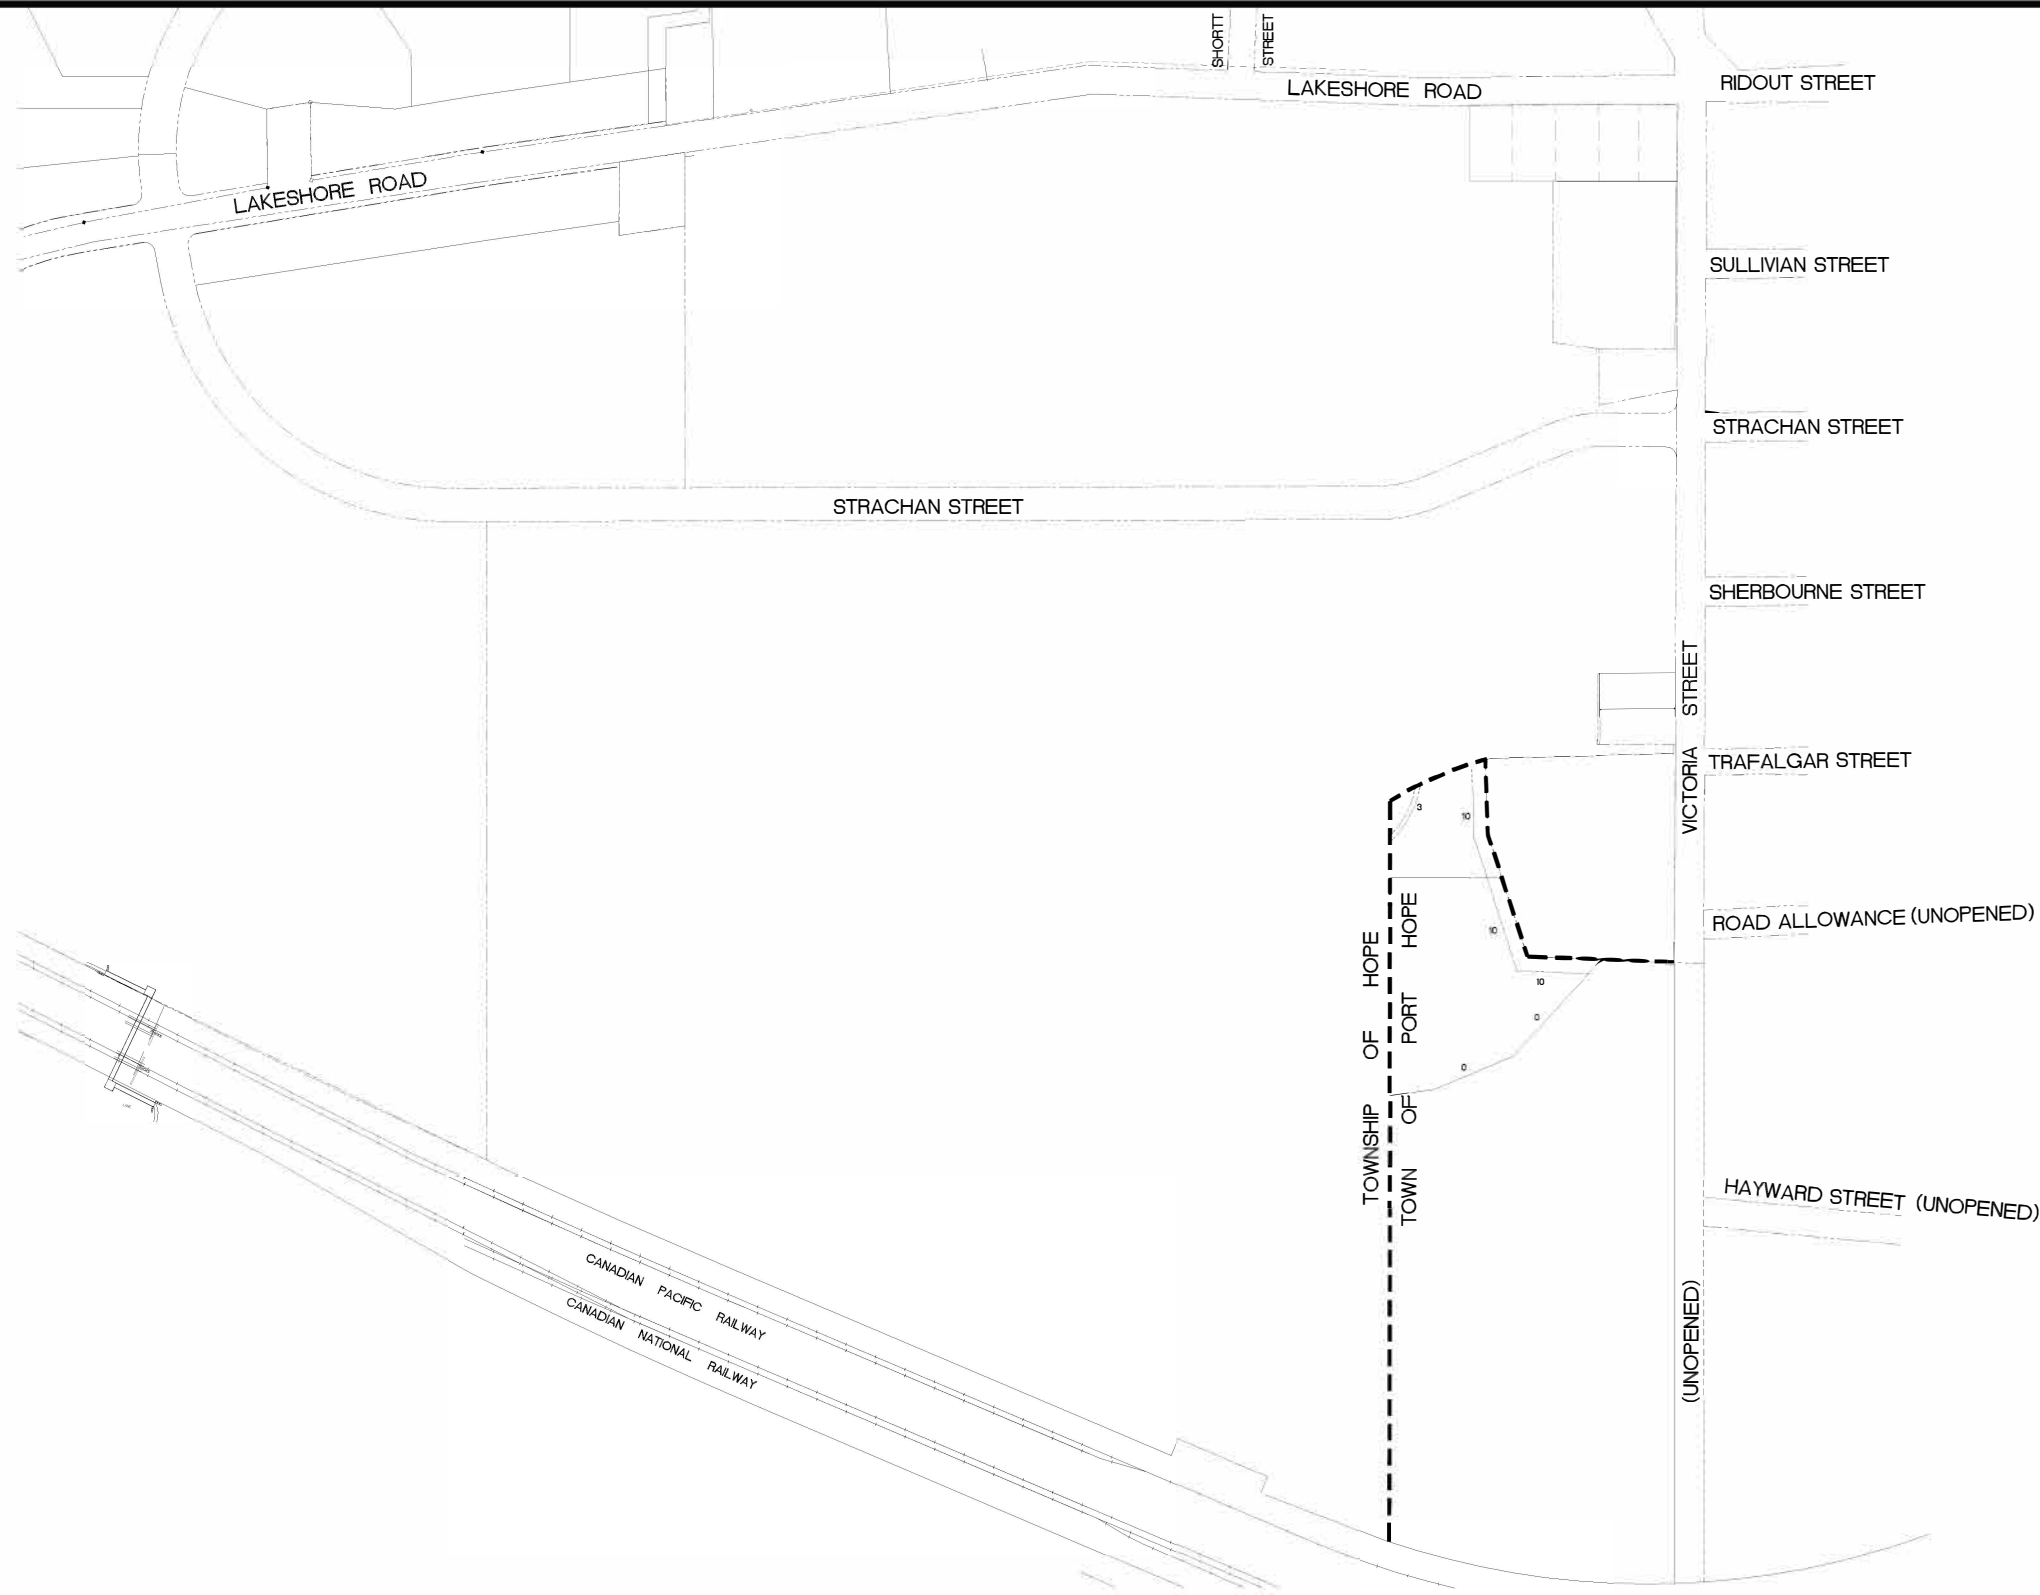 SHORTT
STREET
LAKESHORE ROAD
RIDOUT STREET
LAKESHORE ROAD
SULLIVIAN STREET
STRACHAN STREET
STRACHAN STREET
SHERBOURNE STREET
VICTORIA STREET
TRAFALGAR STREET
3
10
ROAD ALLOWANCE (UNOPENED)
10
10
0
0
TOWNSHIP OF HOPE
TOWN OF PORT HOPE
HAYWARD STREET (UNOPENED)
(UNOPENED)
CANADIAN PACIFIC RAILWAY
CANADIAN NATIONAL RAILWAY